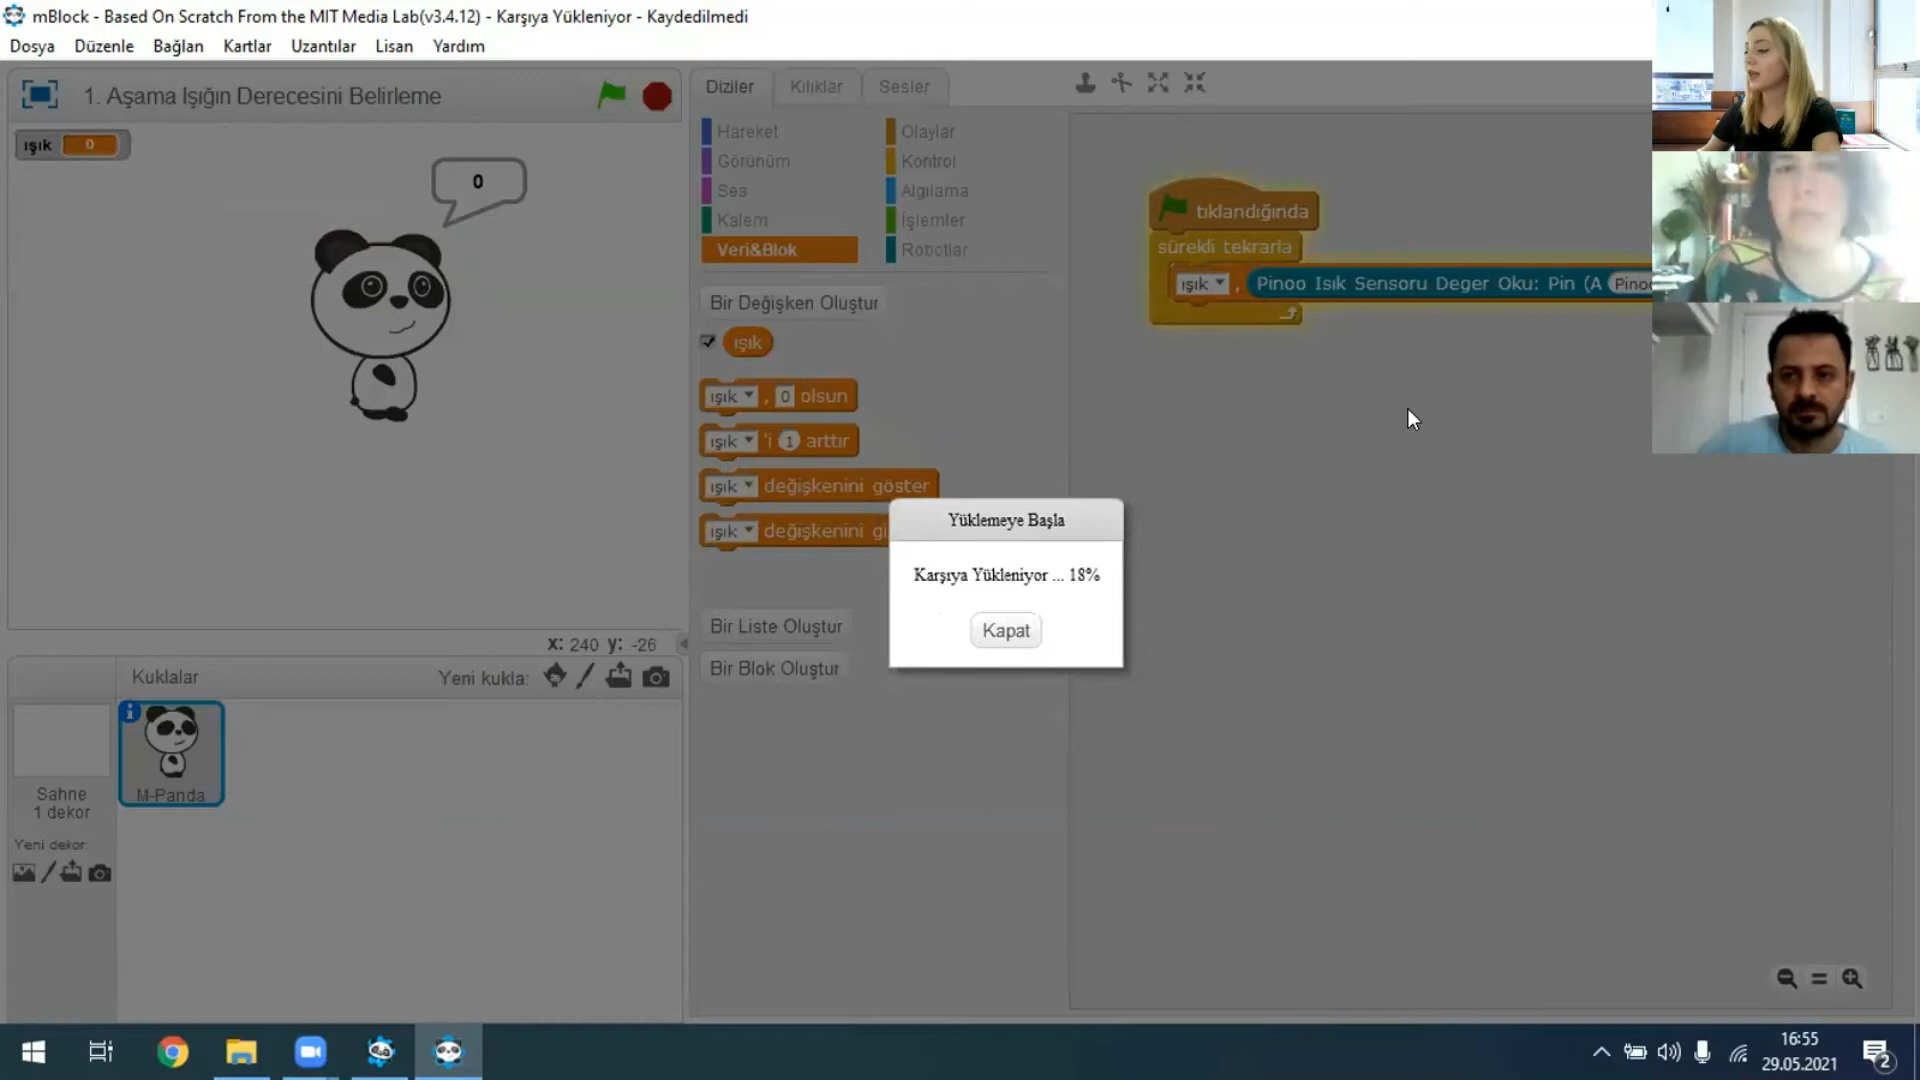 mBlock - Based On Scratch From the MIT Media Lab(v3.4.12) - Karşıya Yükleniyor - Kaydedilmedi
Dosya Düzenle Bağlan Kartlar Uzantılar Lisan Yardım
1. Aşama Işığın Derecesini Belirleme
ışık 0
0
x: 240 y: -26
Kuklalar
Yeni kukla:
Sahne
1 dekor
Yeni dekor:
M-Panda
Diziler Kılıklar Sesler
Hareket
Görünüm
Ses
Kalem
Veri&Blok
Olaylar
Kontrol
Algılama
İşlemler
Robotlar
Bir Değişken Oluştur
ışık
ışık , 0 olsun
ışık 'i 1 arttır
ışık değişkenini göster
ışık değişkenini
Bir Liste Oluştur
Bir Blok Oluştur
tıklandığında
sürekli tekrarla
ışık , Pinoo Isık Sensoru Deger Oku: Pin (A
Yüklemeye Başla
Karşıya Yükleniyor ... 18%
Kapat
16:55
29.05.2021
2